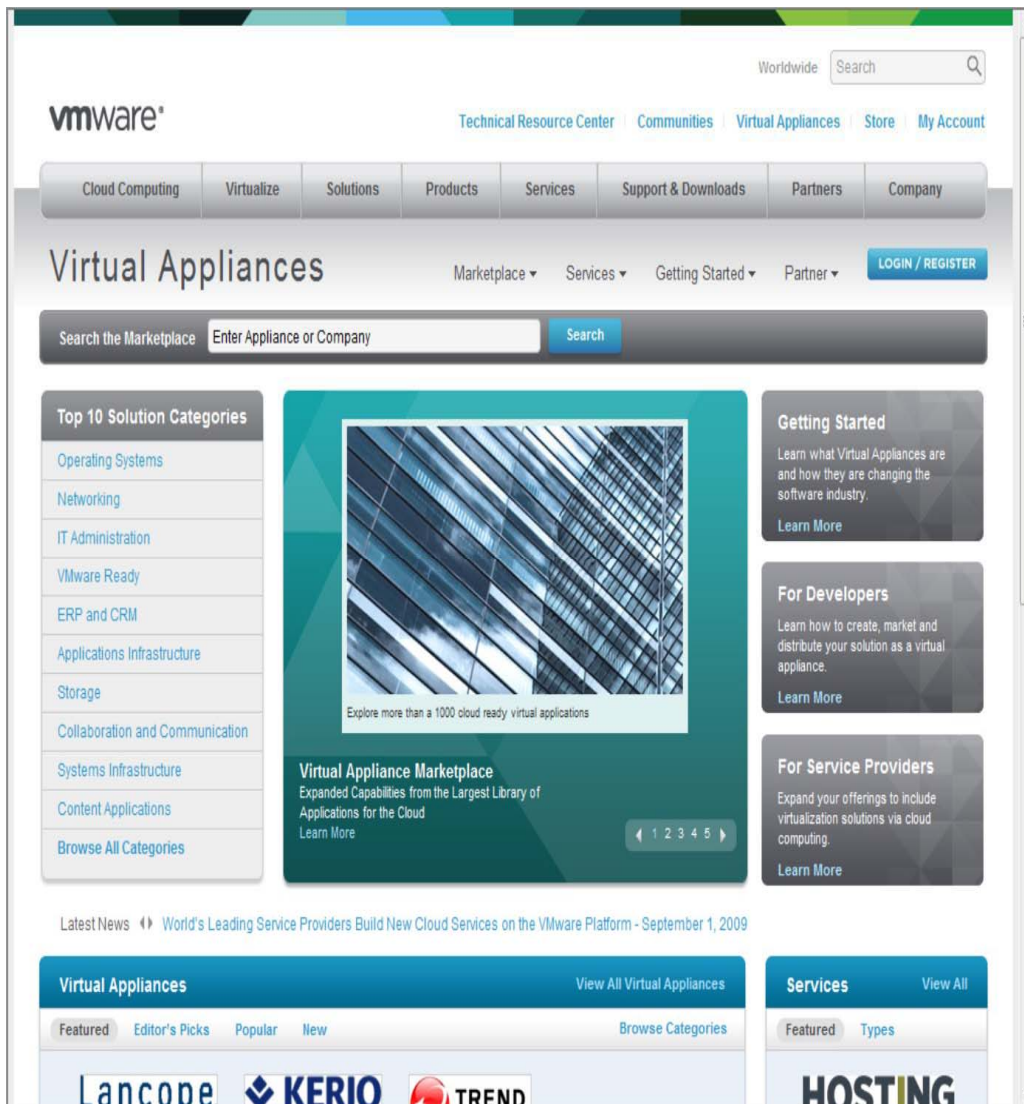 Worldwide Search
vmware
Technical Resource Center Communities Virtual Appliances Store My Account
Cloud Computing Virtualize Solutions Products Services Support & Downloads Partners Company
Virtual Appliances
Marketplace Services Getting Started Partner LOGIN / REGISTER
Search the Marketplace Enter Appliance or Company Search
Top 10 Solution Categories
Operating Systems
Networking
IT Administration
VMware Ready
ERP and CRM
Applications Infrastructure
Storage
Collaboration and Communication
Systems Infrastructure
Content Applications
Browse All Categories
Explore more than a 1000 cloud ready virtual applications
Virtual Appliance Marketplace
Expanded Capabilities from the Largest Library of
Applications for the Cloud
Learn More
1 2 3 4 5
Getting Started
Learn what Virtual Appliances are
and how they are changing the
software industry.
Learn More
For Developers
Learn how to create, market and
distribute your solution as a virtual
appliance.
Learn More
For Service Providers
Expand your offerings to include
virtualization solutions via cloud
computing.
Learn More
Latest News World's Leading Service Providers Build New Cloud Services on the VMware Platform - September 1, 2009
Virtual Appliances View All Virtual Appliances
Featured Editor's Picks Popular New Browse Categories
Lancope KERIO TREND
Services View All
Featured Types
HOSTING